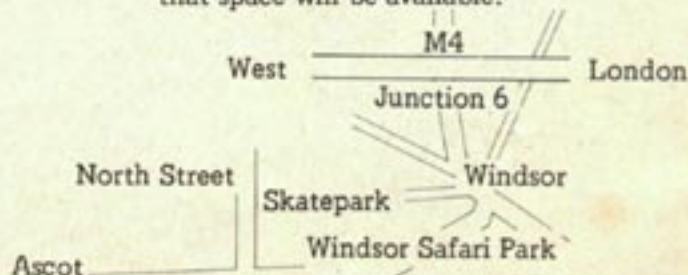 that space will be available.
M4
West London
Junction 6
North Street Windsor
Skatepark
Windsor Safari Park
Ascot